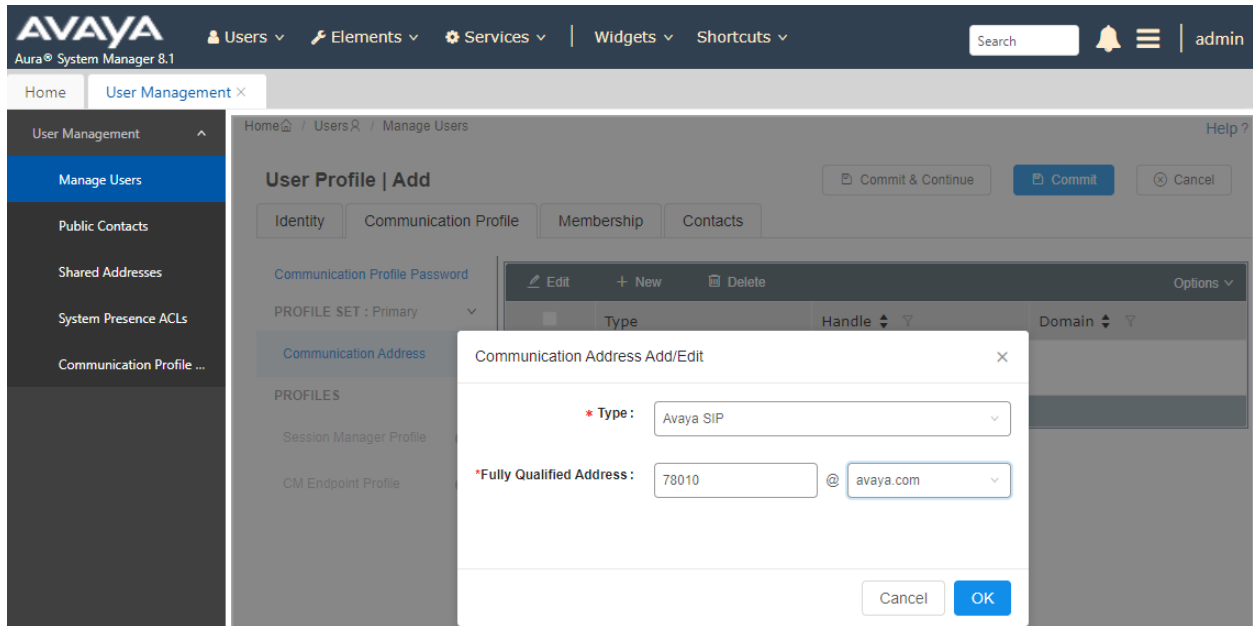 AVAYA
Aura® System Manager 8.1
Users Elements Services | Widgets Shortcuts Search admin
Home User Management ×
User Management
Manage Users
Public Contacts
Shared Addresses
System Presence ACLs
Communication Profile ...
Home / Users / Manage Users Help ?
User Profile | Add Commit & Continue Commit Cancel
Identity Communication Profile Membership Contacts
Communication Profile Password
PROFILE SET : Primary
Communication Address
PROFILES
Session Manager Profile
CM Endpoint Profile
Edit + New Delete Options
Type Handle Domain
Communication Address Add/Edit ×
* Type : Avaya SIP
*Fully Qualified Address : 78010 @ avaya.com
Cancel OK